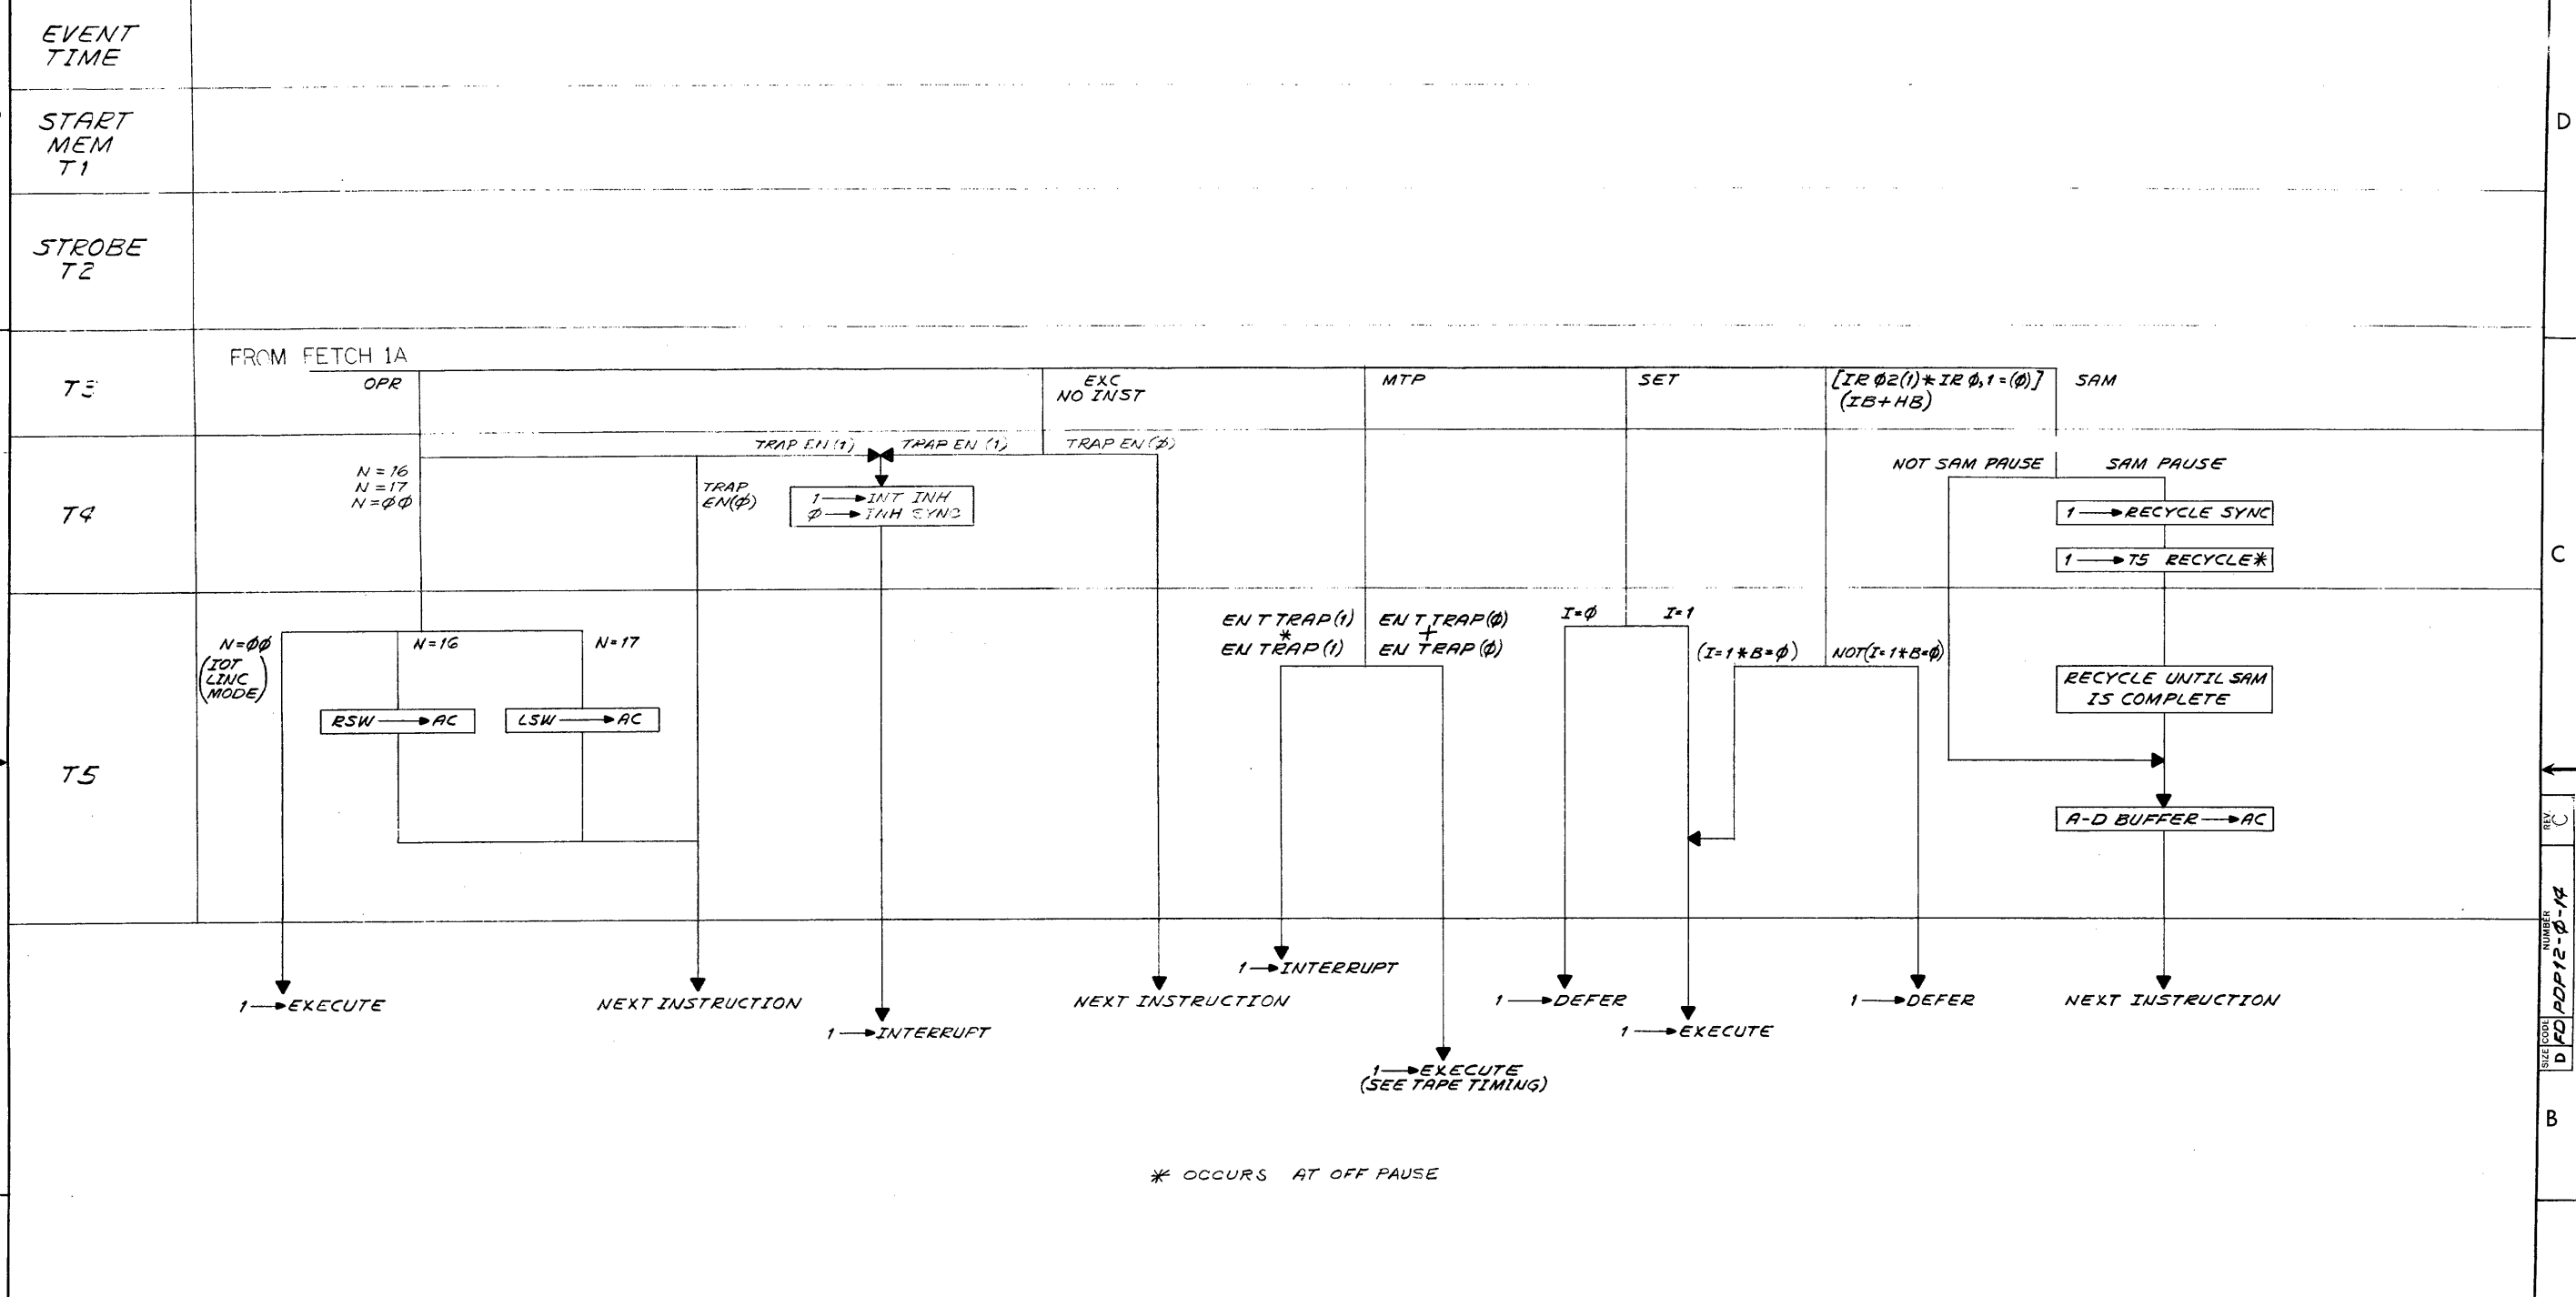 EVENT
TIME
START
MEM
T1
STROBE
T2
T3
T4
T5
FROM FETCH 1A
OPR
EXC
NO INST
MTP
SET
[IR Ø2(1)* IR Ø,1=(Ø)]
(IB+HB)
SAM
TRAP EN(1)
TRAP EN (1)
TRAP EN(Ø)
N=16
N=17
N=ØØ
TRAP
EN(Ø)
1→INT INH
Ø→INH SYNC
NOT SAM PAUSE
SAM PAUSE
1→RECYCLE SYNC
1→T5 RECYCLE*
N=ØØ
(IOT
LINC
MODE)
N=16
N=17
RSW→AC
LSW→AC
EN T TRAP(1)
*
EN TRAP(1)
EN T TRAP(Ø)
+
EN TRAP(Ø)
I=Ø
I=1
(I=1*B=Ø)
NOT(I=1*B=Ø)
RECYCLE UNTIL SAM
IS COMPLETE
A-D BUFFER→AC
1→EXECUTE
NEXT INSTRUCTION
1→INTERRUPT
NEXT INSTRUCTION
1→INTERRUPT
1→EXECUTE
(SEE TAPE TIMING)
1→DEFER
1→EXECUTE
1→DEFER
NEXT INSTRUCTION
* OCCURS AT OFF PAUSE
D
C
B
REV.
C
NUMBER
PDP12-Ø-14
SIZE
D
CODE
FD